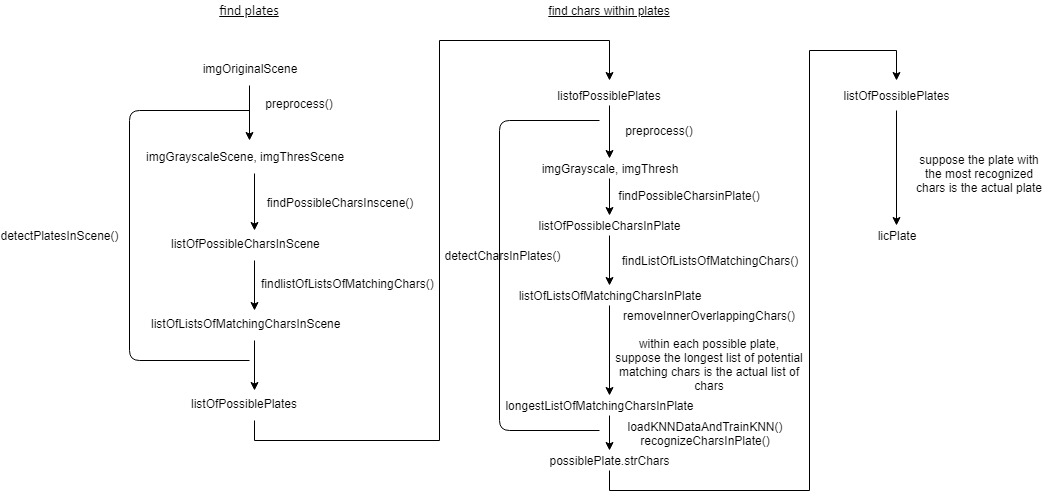 find plates
imgOriginalScene
preprocess()
imgGrayscaleScene, imgThresScene
findPossibleCharsInscene()
detectPlatesInScene()
listOfPossibleCharsInScene
findlistOfListsOfMatchingChars()
listOfListsOfMatchingCharsInScene
listOfPossiblePlates
find chars within plates
listofPossiblePlates
preprocess()
imgGrayscale, imgThresh
findPossibleCharsinPlate()
listOfPossibleCharsInPlate
detectCharsInPlates()
findListOfListsOfMatchingChars()
listOfListsOfMatchingCharsInPlate
removeInnerOverlappingChars()
within each possible plate,
suppose the longest list of potential
matching chars is the actual list of
chars
longestListOfMatchingCharsInPlate
loadKNNDataAndTrainKNN()
recognizeCharsInPlate()
possiblePlate.strChars
listOfPossiblePlates
suppose the plate with
the most recognized
chars is the actual plate
licPlate